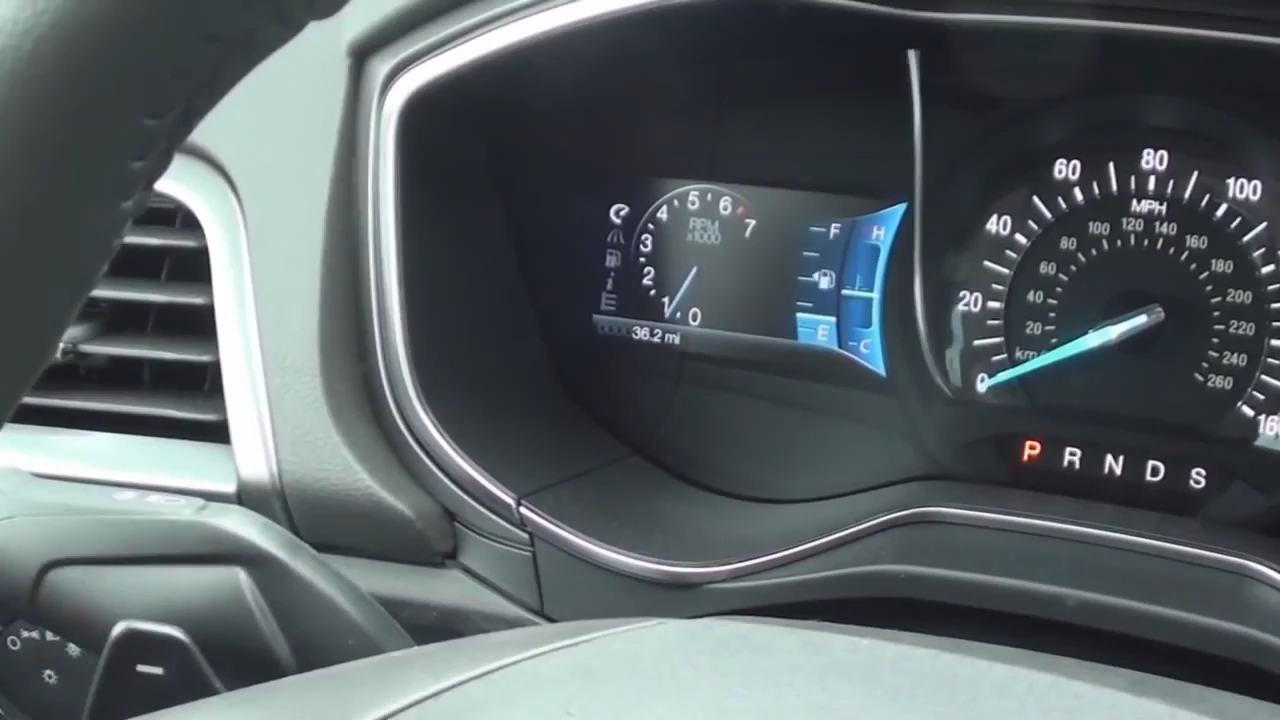 0 1 2 3 4 5 6 7
RPM
x1000
F
E
H
C
36.2 mi
0 20 40 60 80 100 160
MPH
20 40 60 80 100 120 140 160 180 200 220 240 260
P R N D S